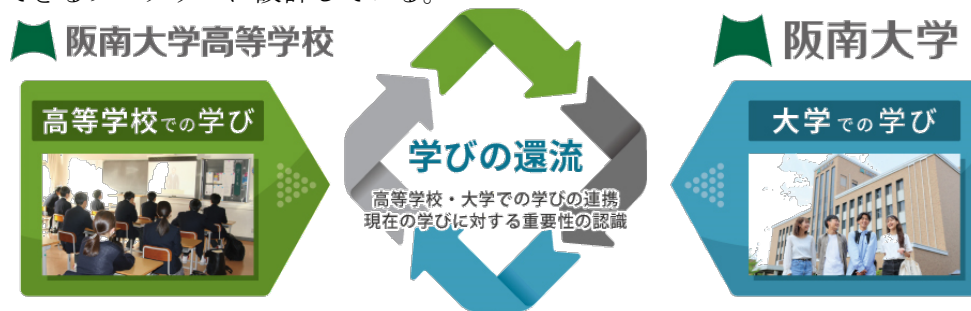 阪南大学高等学校
阪南大学
高等学校での学び
学びの還流
高等学校・大学での学びの連携
現在の学びに対する重要性の認識
大学での学び